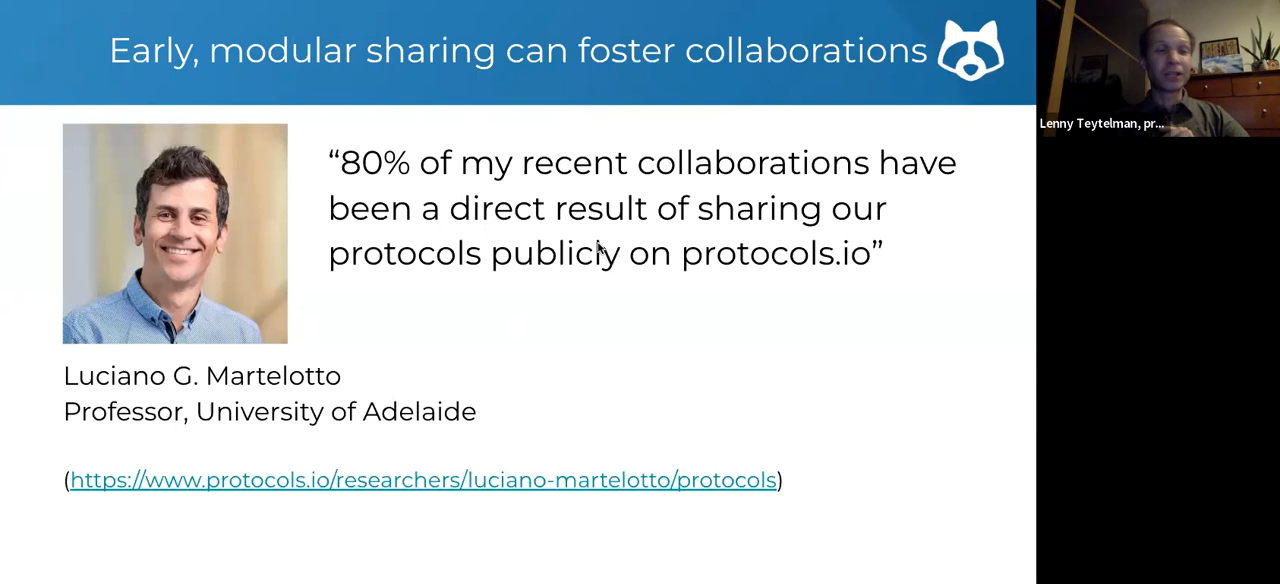 Early, modular sharing can foster collaborations
“80% of my recent collaborations have
been a direct result of sharing our
protocols publicly on protocols.io”
Luciano G. Martelotto
Professor, University of Adelaide
(https://www.protocols.io/researchers/luciano-martelotto/protocols)
Lenny Teytelman, pr...